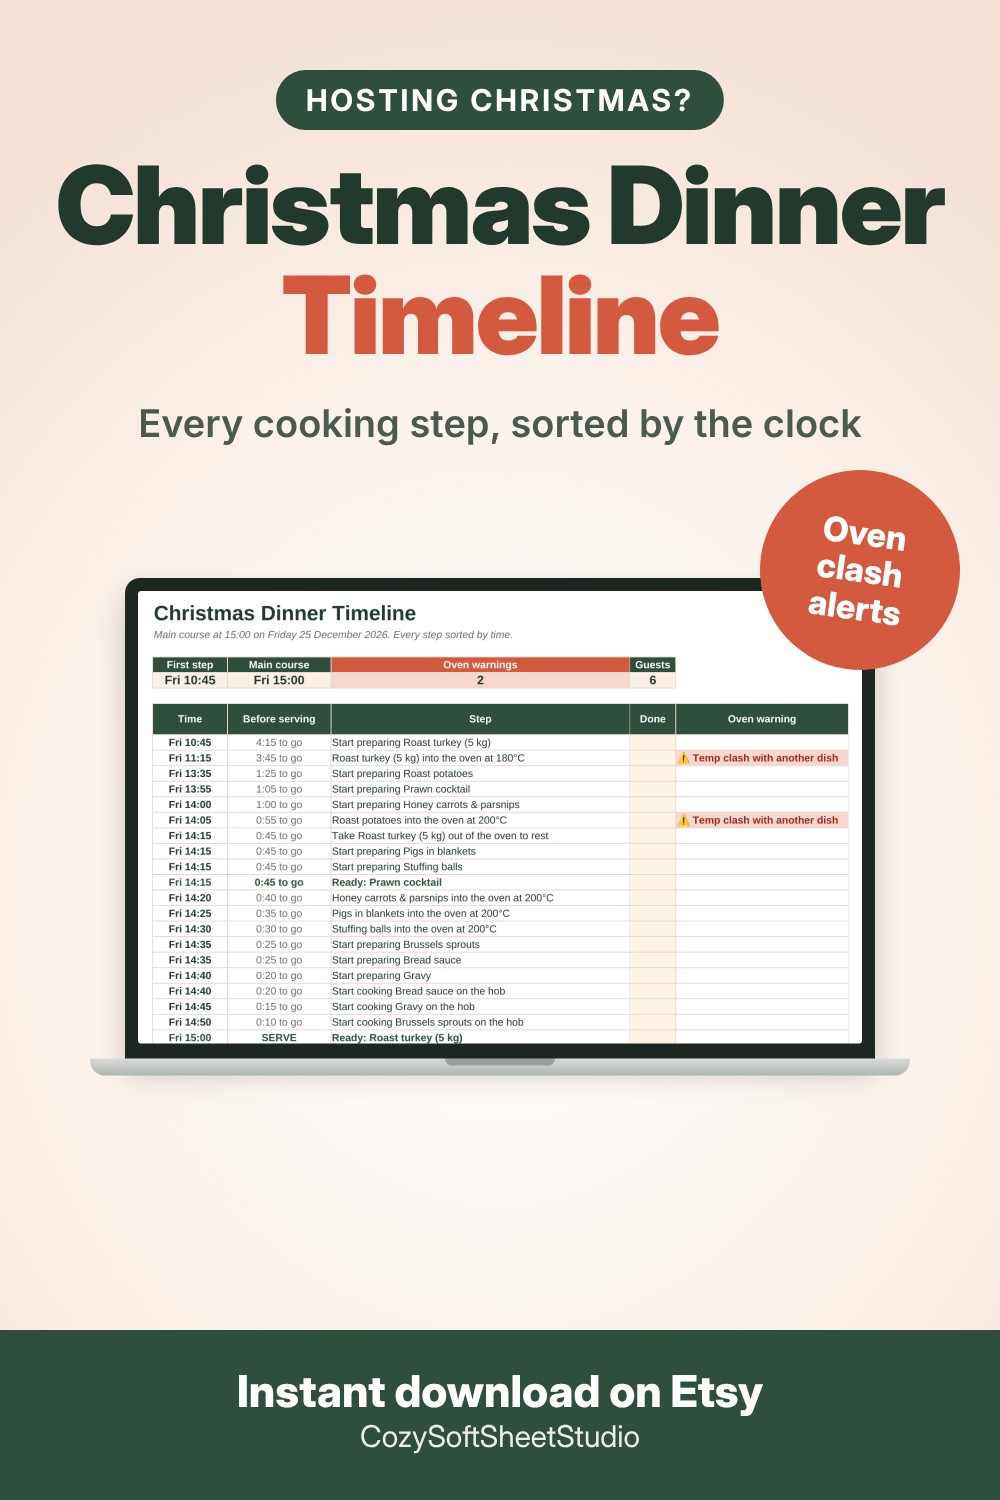 HOSTING CHRISTMAS?
Christmas Dinner
Timeline
Every cooking step, sorted by the clock
Oven
clash
alerts
Christmas Dinner Timeline
Main course at 15:00 on Friday 25 December 2026. Every step sorted by time.
First step Main course Oven warnings Guests
Fri 10:45 Fri 15:00 2 6
Time Before serving Step Done Oven warning
Fri 10:45 4:15 to go Start preparing Roast turkey (5 kg)
Fri 11:15 3:45 to go Roast turkey (5 kg) into the oven at 180°C ⚠️ Temp clash with another dish
Fri 13:35 1:25 to go Start preparing Roast potatoes
Fri 13:55 1:05 to go Start preparing Prawn cocktail
Fri 14:00 1:00 to go Start preparing Honey carrots & parsnips
Fri 14:05 0:55 to go Roast potatoes into the oven at 200°C ⚠️ Temp clash with another dish
Fri 14:15 0:45 to go Take Roast turkey (5 kg) out of the oven to rest
Fri 14:15 0:45 to go Start preparing Pigs in blankets
Fri 14:15 0:45 to go Start preparing Stuffing balls
Fri 14:15 0:45 to go Ready: Prawn cocktail
Fri 14:20 0:40 to go Honey carrots & parsnips into the oven at 200°C
Fri 14:25 0:35 to go Pigs in blankets into the oven at 200°C
Fri 14:30 0:30 to go Stuffing balls into the oven at 200°C
Fri 14:35 0:25 to go Start preparing Brussels sprouts
Fri 14:35 0:25 to go Start preparing Bread sauce
Fri 14:40 0:20 to go Start preparing Gravy
Fri 14:40 0:20 to go Start cooking Bread sauce on the hob
Fri 14:45 0:15 to go Start cooking Gravy on the hob
Fri 14:50 0:10 to go Start cooking Brussels sprouts on the hob
Fri 15:00 SERVE Ready: Roast turkey (5 kg)
Instant download on Etsy
CozySoftSheetStudio